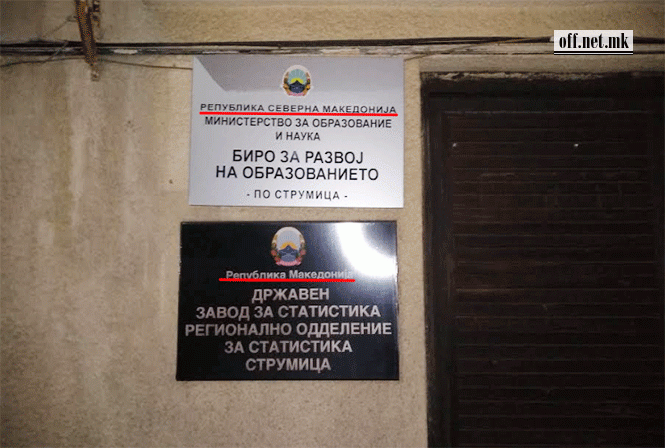 off.net.mk
РЕПУБЛИКА СЕВЕРНА МАКЕДОНИЈА
МИНИСТЕРСТВО ЗА ОБРАЗОВАНИЕ
И НАУКА
БИРО ЗА РАЗВОЈ
НА ОБРАЗОВАНИЕТО
- ПО СТРУМИЦА -
Република Македонија
ДРЖАВЕН
ЗАВОД ЗА СТАТИСТИКА
РЕГИОНАЛНО ОДДЕЛЕНИЕ
ЗА СТАТИСТИКА
СТРУМИЦА